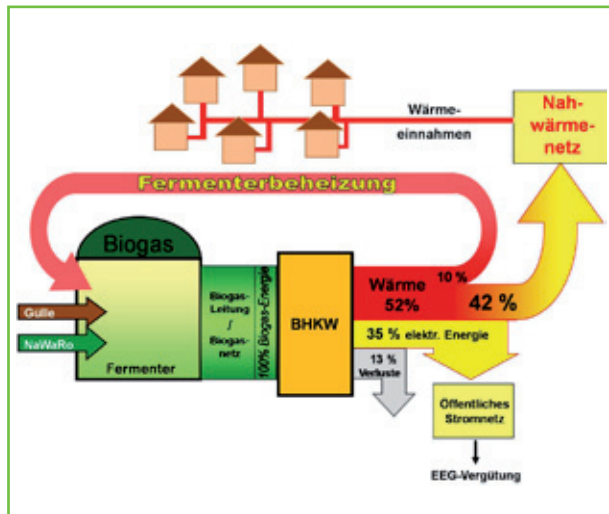 Wärme-
einnahmen
Nah-
wärme-
netz
Fermenterbeheizung
Biogas
Gülle
NaWaRo
Fermenter
Biogas-
Leitung
/
Biogas-
netz
100% Biogas-Energie
BHKW
Wärme
52%
10 %
42 %
35 % elektr. Energie
13 %
Verluste
Öffentliches
Stromnetz
EEG-Vergütung